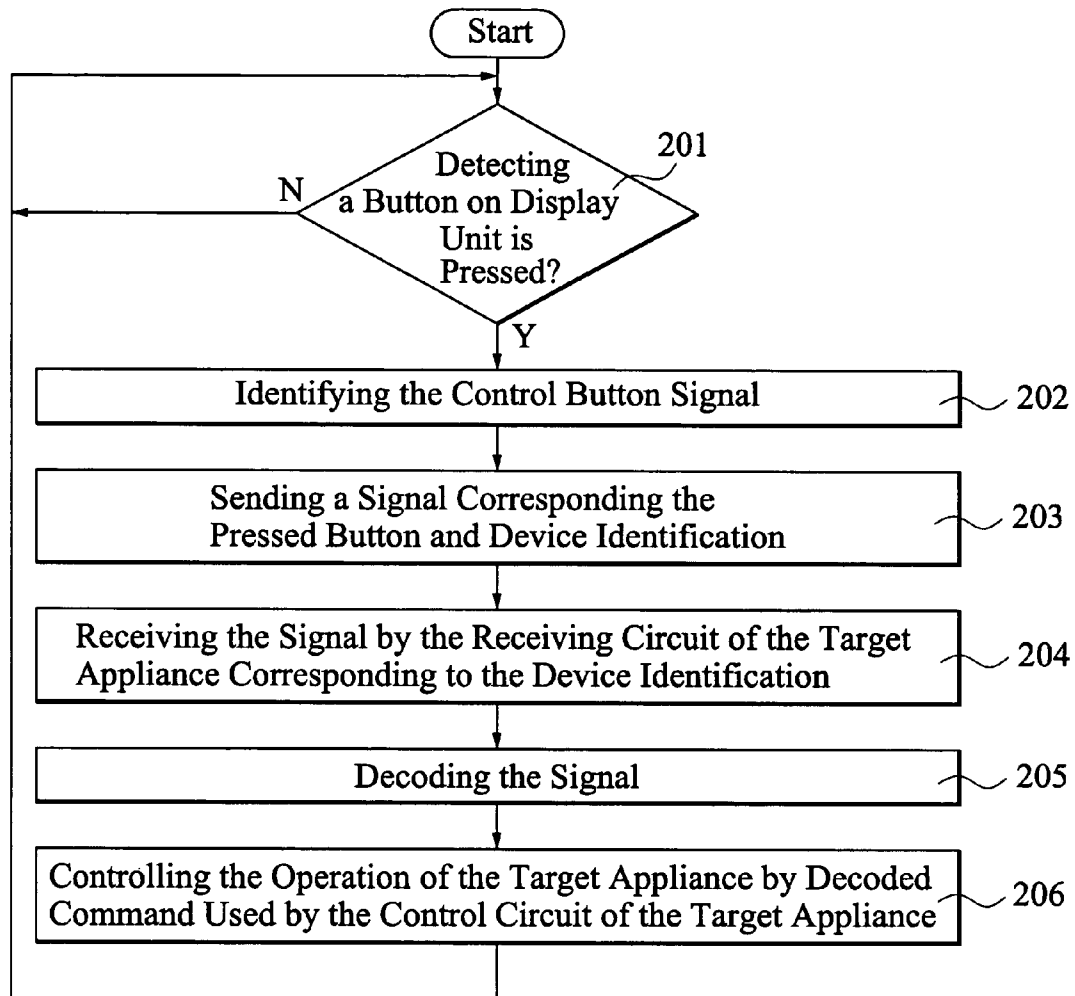 Start
201
Detecting
a Button on Display
Unit is
Pressed?
N
Y
Identifying the Control Button Signal
202
Sending a Signal Corresponding the
Pressed Button and Device Identification
203
Receiving the Signal by the Receiving Circuit of the Target
Appliance Corresponding to the Device Identification
204
Decoding the Signal
205
Controlling the Operation of the Target Appliance by Decoded
Command Used by the Control Circuit of the Target Appliance
206